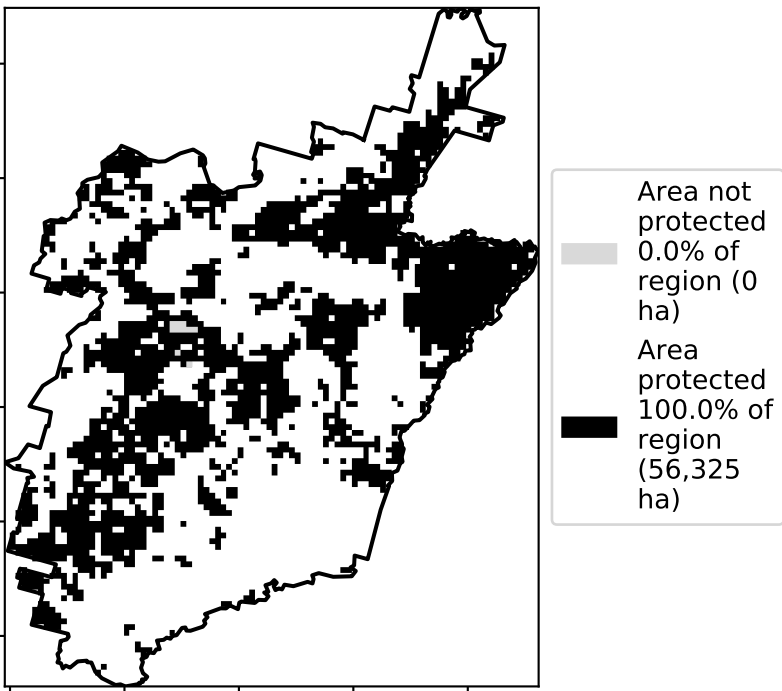 Area not
protected
0.0% of
region (0
ha)
Area
protected
100.0% of
region
(56,325
ha)